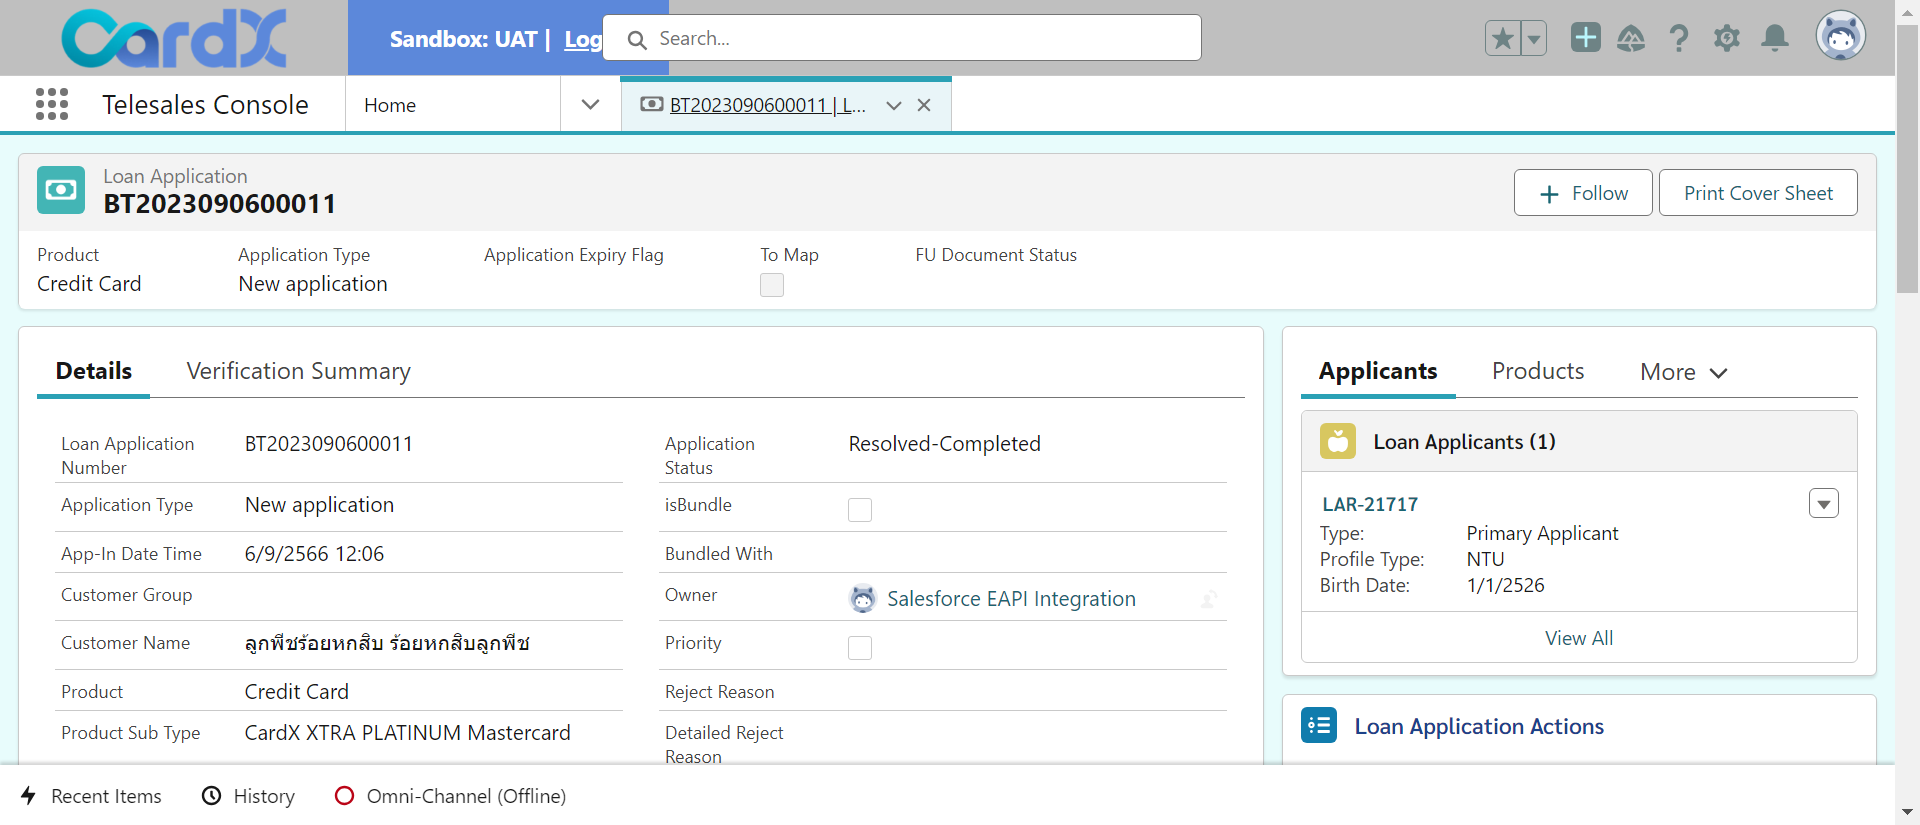 CardX
Sandbox: UAT | Log
Search...
Telesales Console
Home
BT2023090600011 | L...
Loan Application
BT2023090600011
Follow
Print Cover Sheet
Product
Application Type
Application Expiry Flag
To Map
FU Document Status
Credit Card
New application
Details
Verification Summary
Loan Application Number
BT2023090600011
Application Type
New application
App-In Date Time
6/9/2566 12:06
Customer Group
Customer Name
ลูกพีชร้อยหกสิบ ร้อยหกสิบลูกพีช
Product
Credit Card
Product Sub Type
CardX XTRA PLATINUM Mastercard
Application Status
Resolved-Completed
isBundle
Bundled With
Owner
Salesforce EAPI Integration
Priority
Reject Reason
Detailed Reject Reason
Applicants
Products
More
Loan Applicants (1)
LAR-21717
Type:
Primary Applicant
Profile Type:
NTU
Birth Date:
1/1/2526
View All
Loan Application Actions
Recent Items
History
Omni-Channel (Offline)